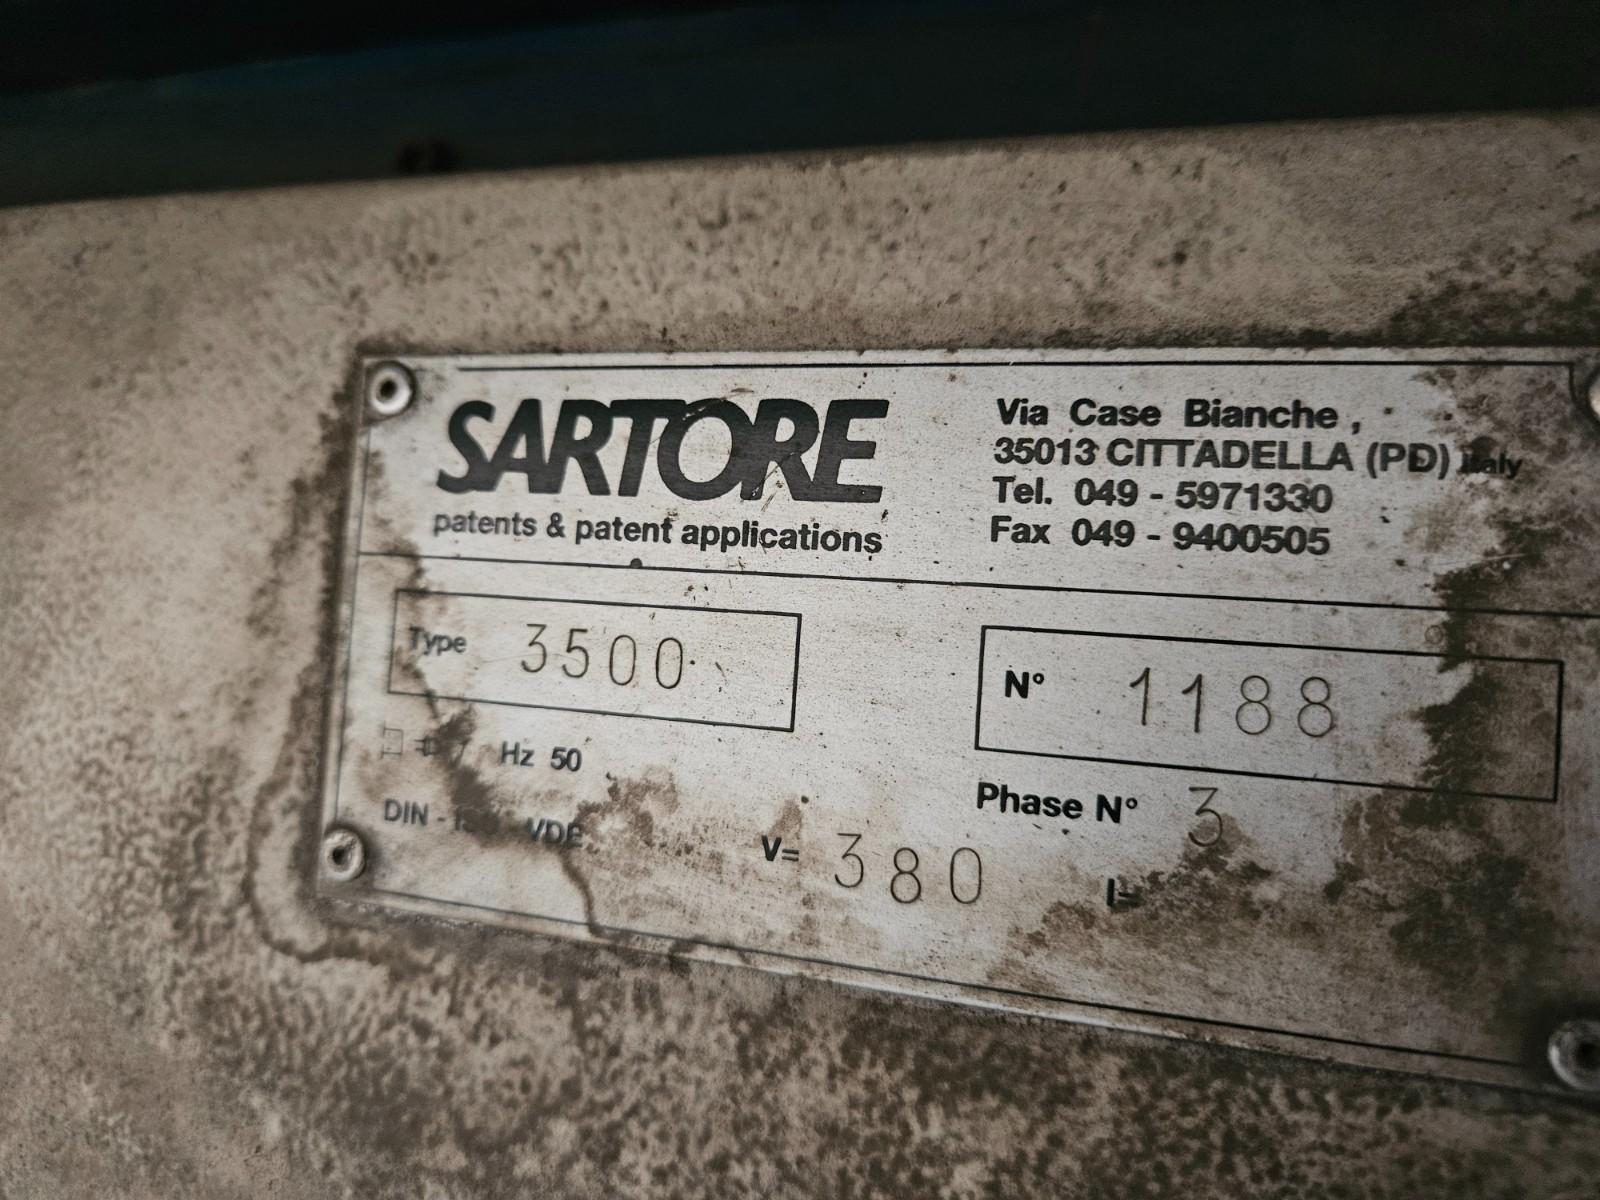 SARTORE
patents & patent applications
Via Case Bianche,
35013 CITTADELLA (PD) Italy
Tel. 049 - 5971330
Fax 049 - 9400505
Type 3500
N° 1188
Hz 50
Phase N° 3
DIN - VDE
V= 380
I=